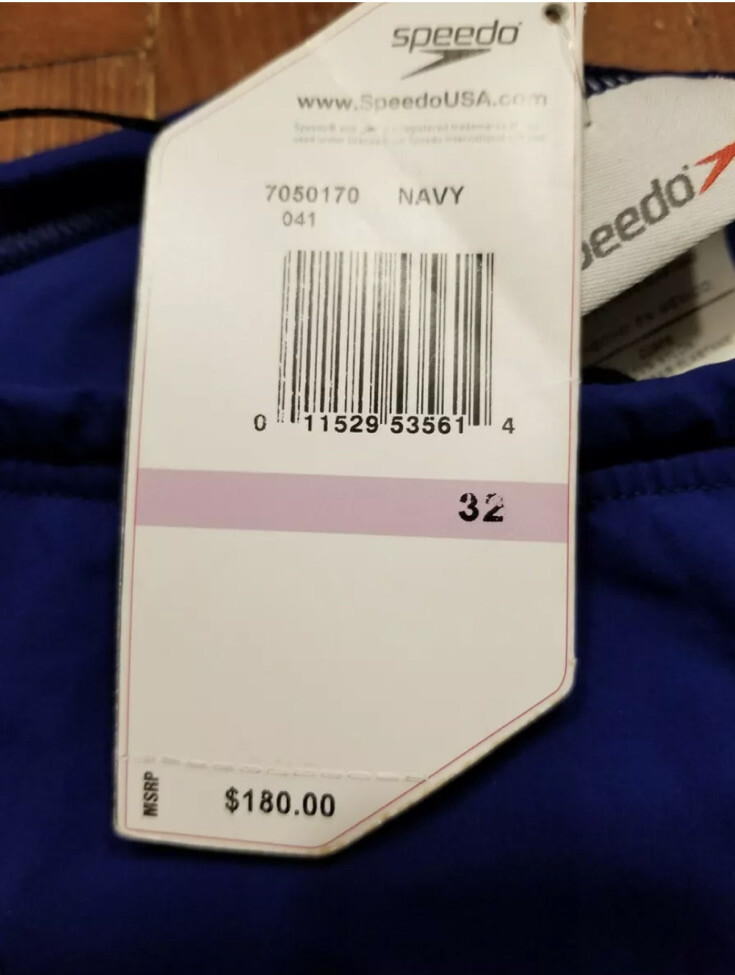 speedo
www.SpeedoUSA.com
7050170 NAVY
041
0 11529 53561 4
32
MSRP $180.00
speedo